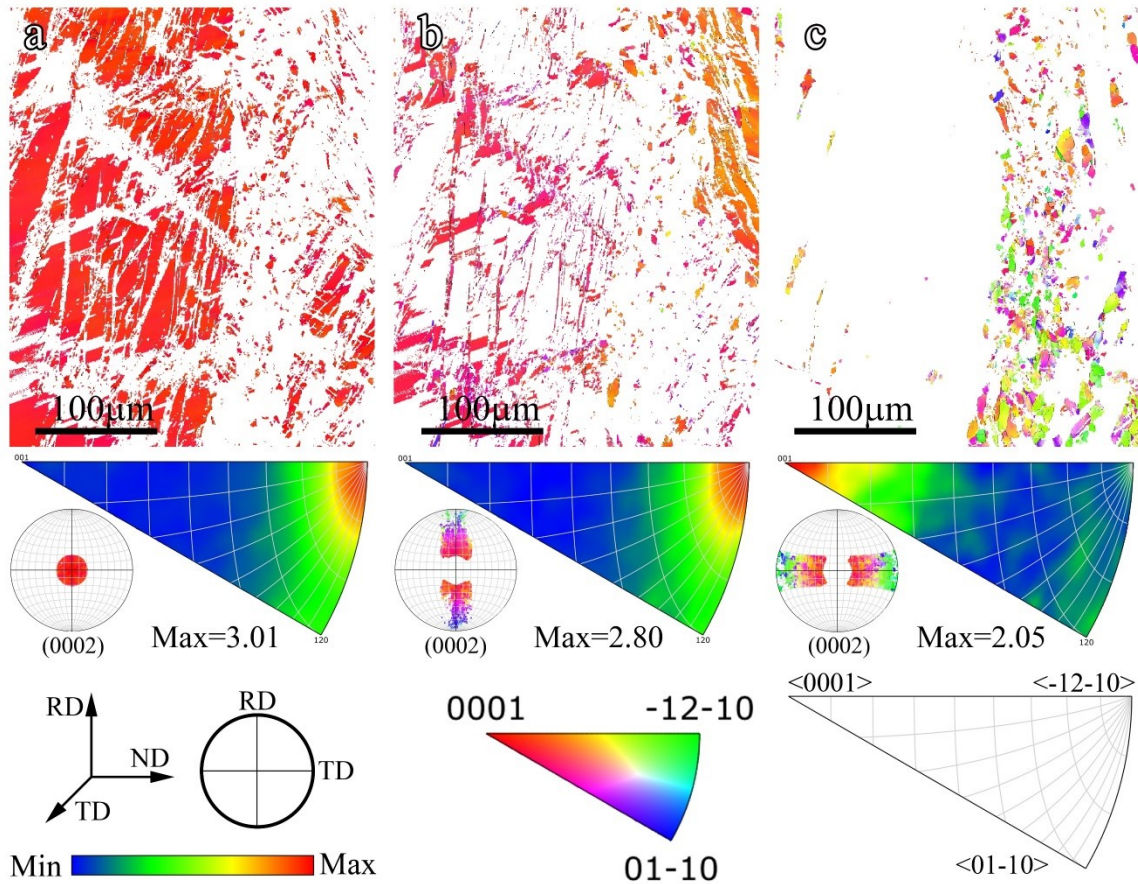 a b c
100μm 100μm 100μm
001 001 001
120 120 120
(0002) Max=3.01 (0002) Max=2.80 (0002) Max=2.05
RD
ND
TD
RD
TD
0001 -12-10
01-10
<0001> <-12-10>
<01-10>
Min Max